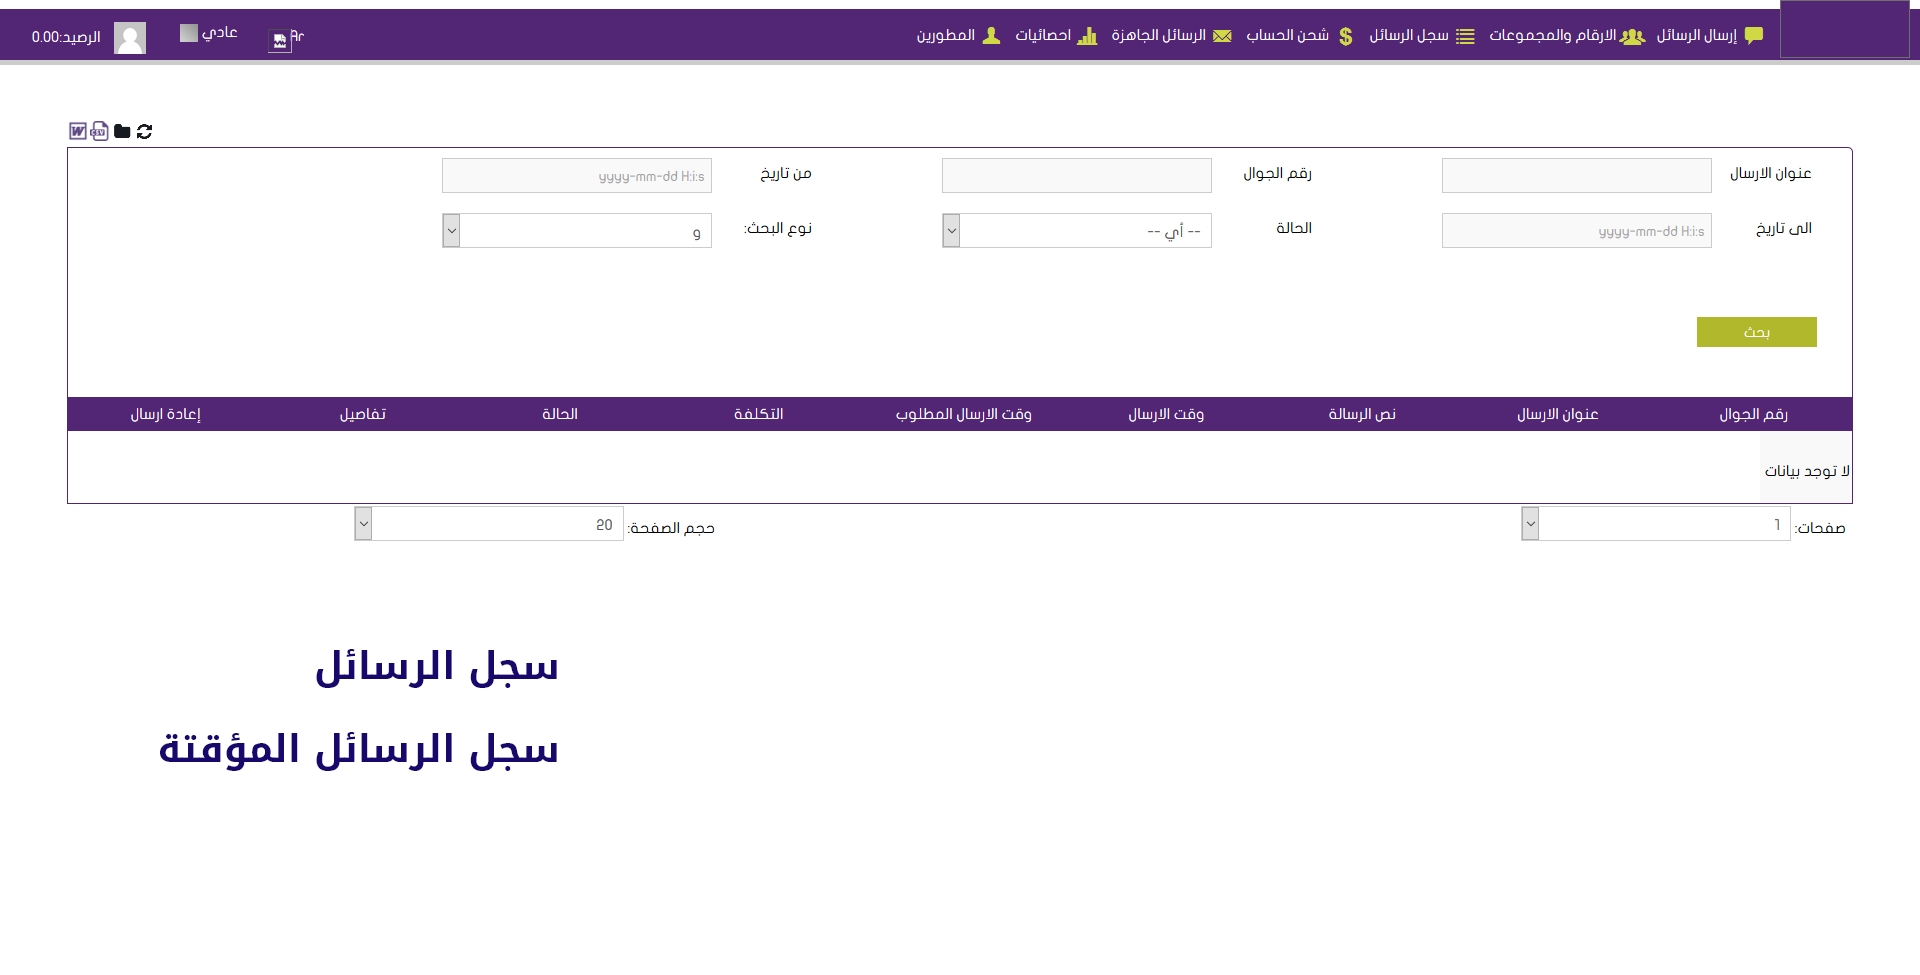 إرسال الرسائل الارقام والمجموعات سجل الرسائل شحن الحساب الرسائل الجاهزة احصائيات المطورين Ar عادي الرصيد:0.00
W CSV
عنوان الارسال رقم الجوال من تاريخ yyyy-mm-dd H:i:s
الى تاريخ yyyy-mm-dd H:i:s الحالة -- أي -- نوع البحث: و
بحث
رقم الجوال عنوان الارسال نص الرسالة وقت الارسال وقت الارسال المطلوب التكلفة الحالة تفاصيل إعادة ارسال
لا توجد بيانات
صفحات: 1 حجم الصفحة: 20
سجل الرسائل
سجل الرسائل المؤقتة